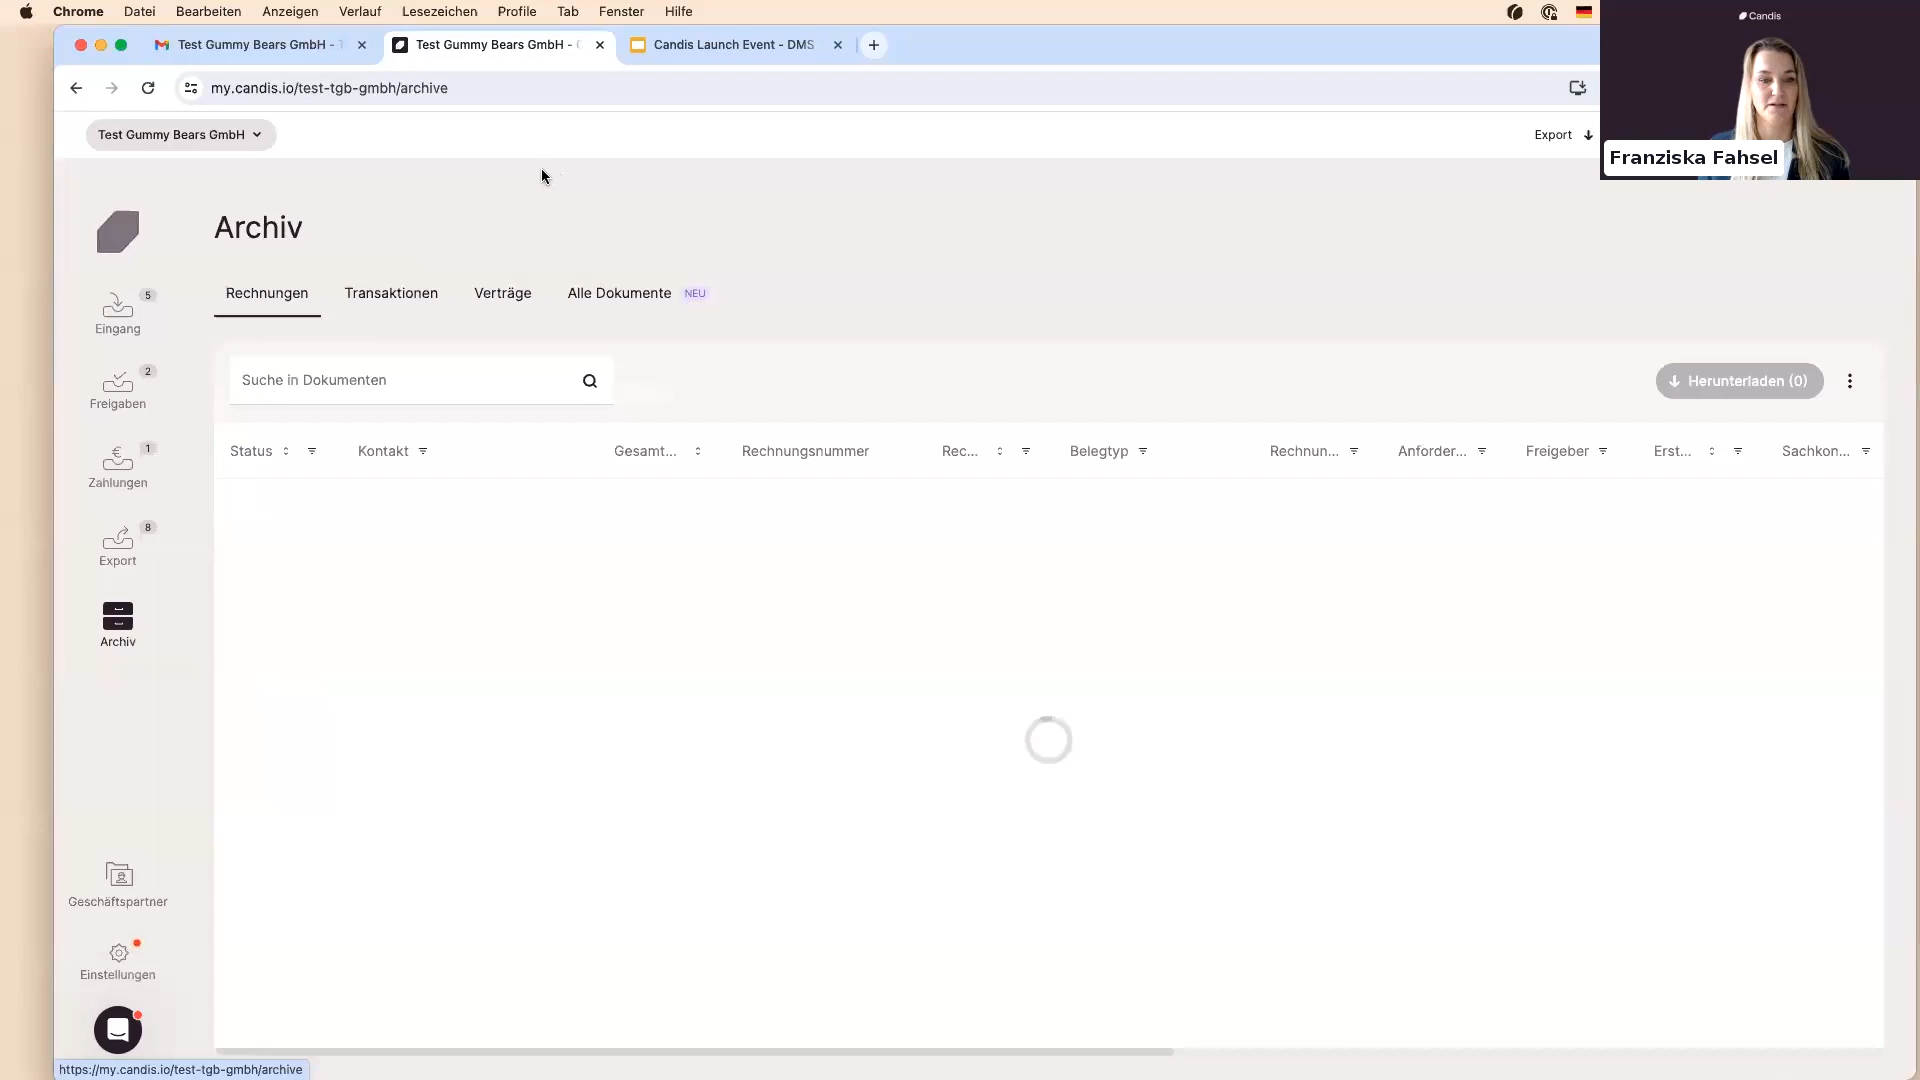 Chrome Datei Bearbeiten Anzeigen Verlauf Lesezeichen Profile Tab Fenster Hilfe
Candis
Test Gummy Bears GmbH - Test Gummy Bears GmbH - Candis Launch Event - DMS
my.candis.io/test-tgb-gmbh/archive
Test Gummy Bears GmbH
Export
Franziska Fahsel
Archiv
Rechnungen Transaktionen Verträge Alle Dokumente NEU
5
Eingang
2
Freigaben
1
Zahlungen
8
Export
Archiv
Geschäftspartner
Einstellungen
Suche in Dokumenten
Herunterladen (0)
Status Kontakt Gesamt... Rechnungsnummer Rec... Belegtyp Rechnun... Anforder... Freigeber Erst... Sachkon...
https://my.candis.io/test-tgb-gmbh/archive